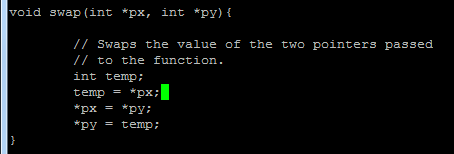 void swap(int *px, int *py){
// Swaps the value of the two pointers passed
// to the function.
int temp;
temp = *px;
*px = *py;
*py = temp;
}